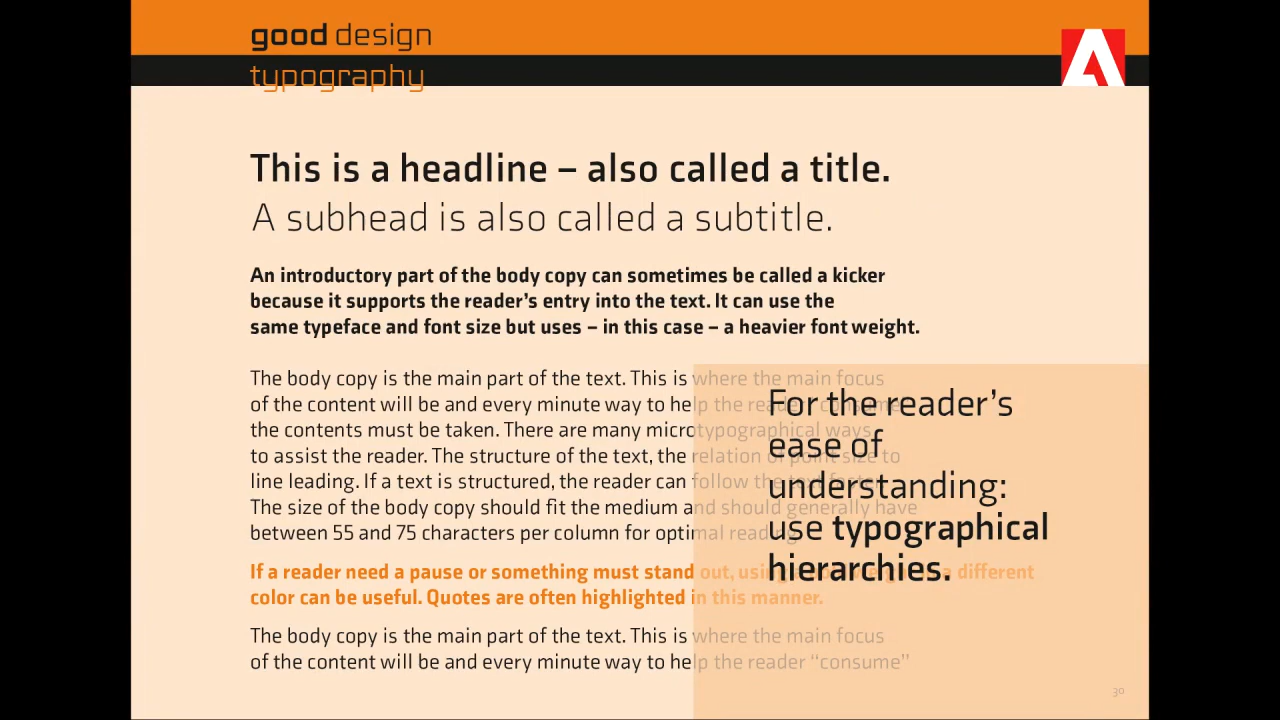 good design
typography
This is a headline – also called a title.
A subhead is also called a subtitle.
An introductory part of the body copy can sometimes be called a kicker
because it supports the reader’s entry into the text. It can use the
same typeface and font size but uses – in this case – a heavier font weight.
The body copy is the main part of the text. This is where the main focus
of the content will be and every minute way to help the reader “consume”
the contents must be taken. There are many microtypographical ways
to assist the reader. The structure of the text, the relation of point size to
line leading. If a text is structured, the reader can follow the text faster.
The size of the body copy should fit the medium and should generally have
between 55 and 75 characters per column for optimal reading.
If a reader need a pause or something must stand out, using a a different
color can be useful. Quotes are often highlighted in this manner.
The body copy is the main part of the text. This is where the main focus
of the content will be and every minute way to help the reader “consume”
For the reader’s
ease of
understanding:
use typographical
hierarchies.
30